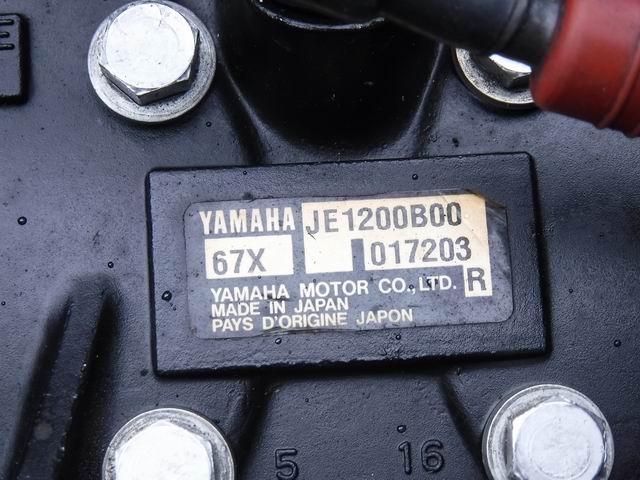 E
YAMAHA JE1200B00
67X 017203
YAMAHA MOTOR CO.,LTD. R
MADE IN JAPAN
PAYS D'ORIGINE JAPON
5 16